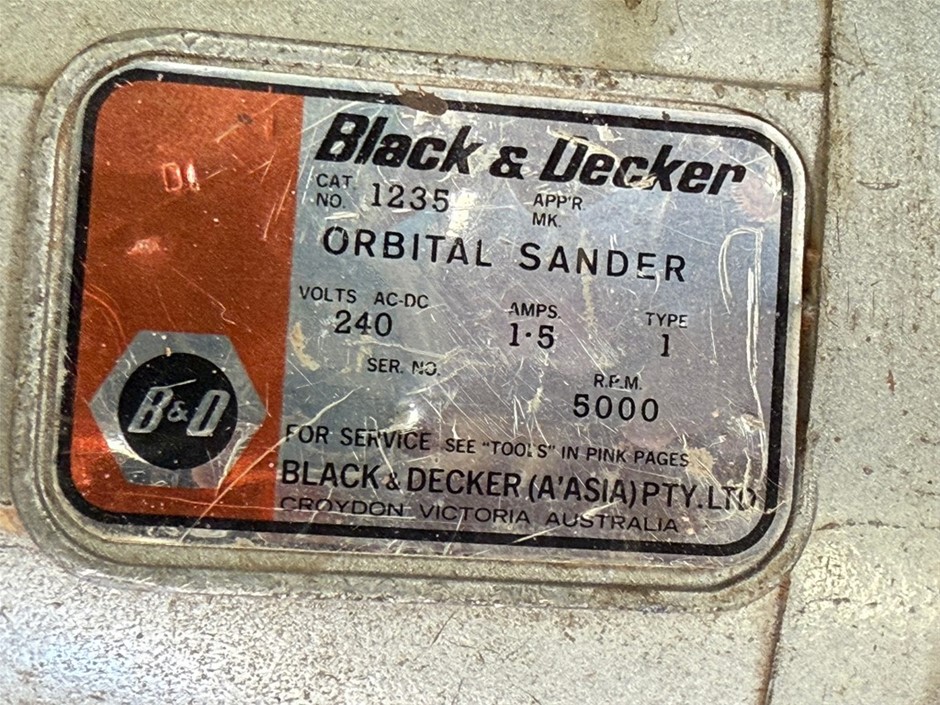 Black & Decker
CAT. NO. 1235 APP'R. MK.
ORBITAL SANDER
VOLTS AC-DC AMPS. TYPE
240 1·5 1
SER. NO. R.P.M.
5000
B&D
FOR SERVICE SEE "TOOLS" IN PINK PAGES
BLACK & DECKER (A'ASIA) PTY. LTD
CROYDON VICTORIA AUSTRALIA